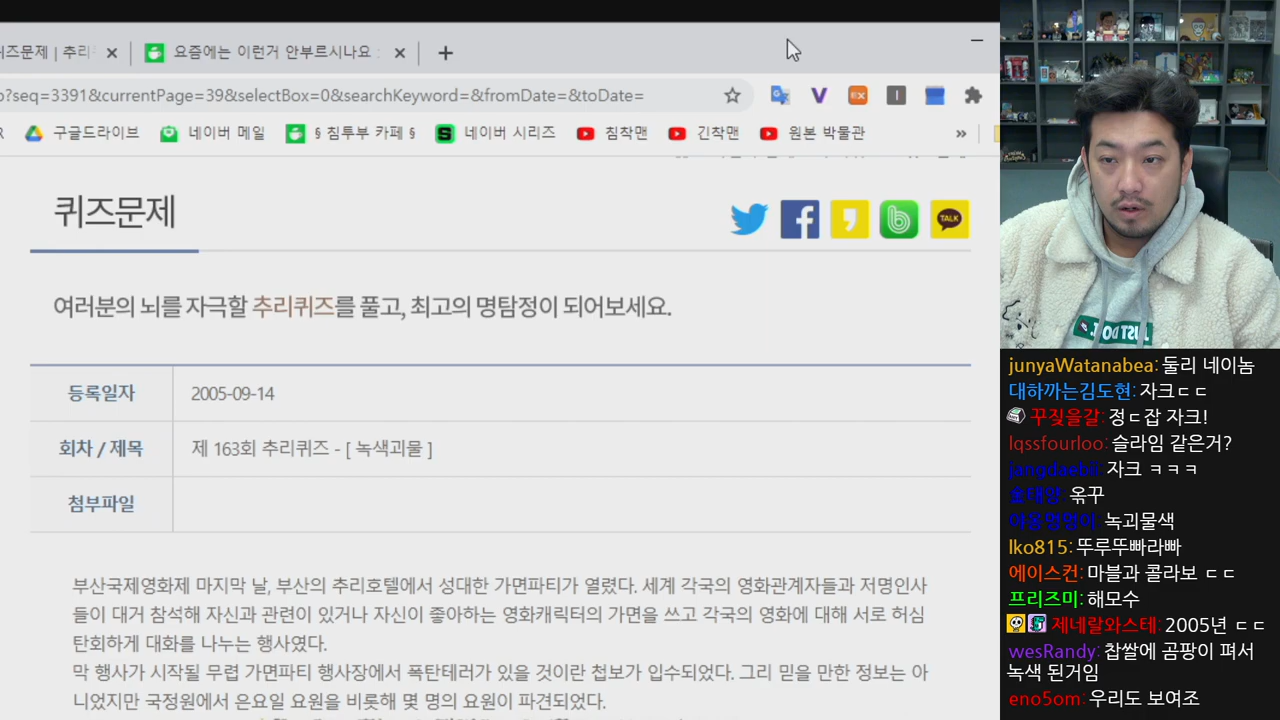 퀴즈문제 | 추리
요즘에는 이런거 안부르시나요
o?seq=3391&currentPage=39&selectBox=0&searchKeyword=&fromDate=&toDate=
구글드라이브
네이버 메일
§ 침투부 카페 §
네이버 시리즈
침착맨
긴착맨
원본 박물관
»
퀴즈문제
TALK
여러분의 뇌를 자극할 추리퀴즈를 풀고, 최고의 명탐정이 되어보세요.
등록일자 2005-09-14
회차 / 제목 제 163회 추리퀴즈 - [ 녹색괴물 ]
첨부파일
부산국제영화제 마지막 날, 부산의 추리호텔에서 성대한 가면파티가 열렸다. 세계 각국의 영화관계자들과 저명인사
들이 대거 참석해 자신과 관련이 있거나 자신이 좋아하는 영화캐릭터의 가면을 쓰고 각국의 영화에 대해 서로 허심
탄회하게 대화를 나누는 행사였다.
막 행사가 시작될 무렵 가면파티 행사장에서 폭탄테러가 있을 것이란 첩보가 입수되었다. 그리 믿을 만한 정보는 아
니었지만 국정원에서 은요일 요원을 비롯해 몇 명의 요원이 파견되었다.
JUST DO IT.
junyaWatanabea: 둘리 네이놈
대하까는김도현: 자크ㄷㄷ
꾸짖을갈: 정ㄷ잡 자크!
lqssfourloo: 슬라임 같은거?
jangdaebii: 자크 ㅋㅋㅋ
金태양: 옦꾸
야옹멍멍이: 녹괴물색
lko815: 뚜루뚜빠라빠
에이스컨: 마블과 콜라보 ㄷㄷ
프리즈미: 해모수
제네랄와스테: 2005년 ㄷㄷ
wesRandy: 찹쌀에 곰팡이 펴서
녹색 된거임
eno5om: 우리도 보여조